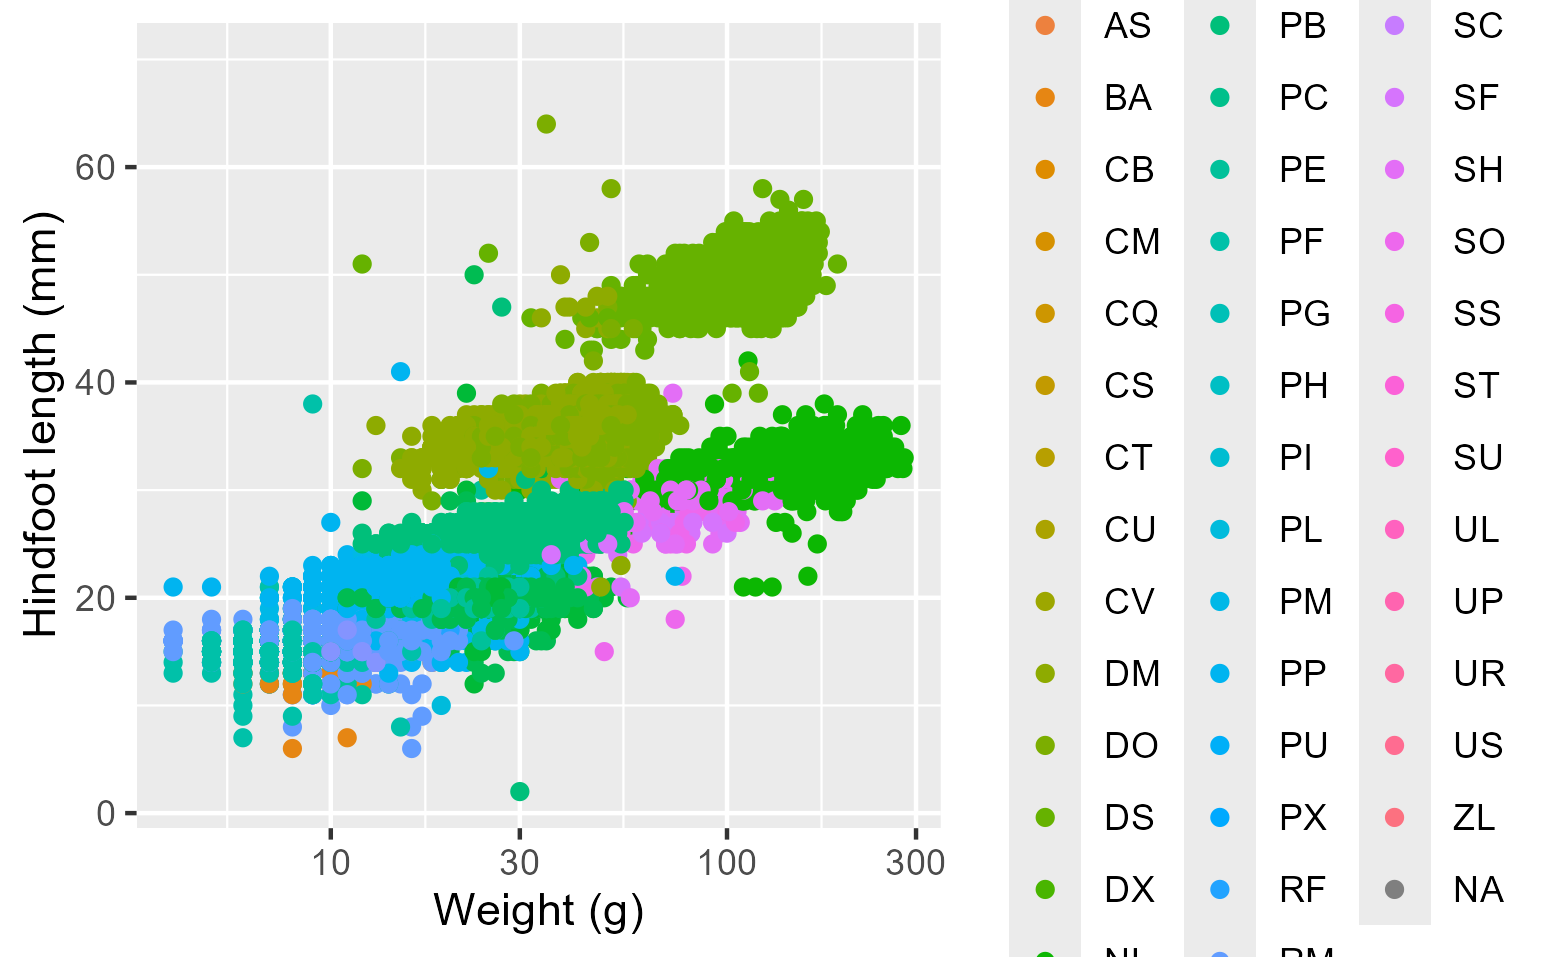 60
40
20
0
Hindfoot length (mm)
10 30 100 300
Weight (g)
AS PB SC
BA PC SF
CB PE SH
CM PF SO
CQ PG SS
CS PH ST
CT PI SU
CU PL UL
CV PM UP
DM PP UR
DO PU US
DS PX ZL
DX RF NA